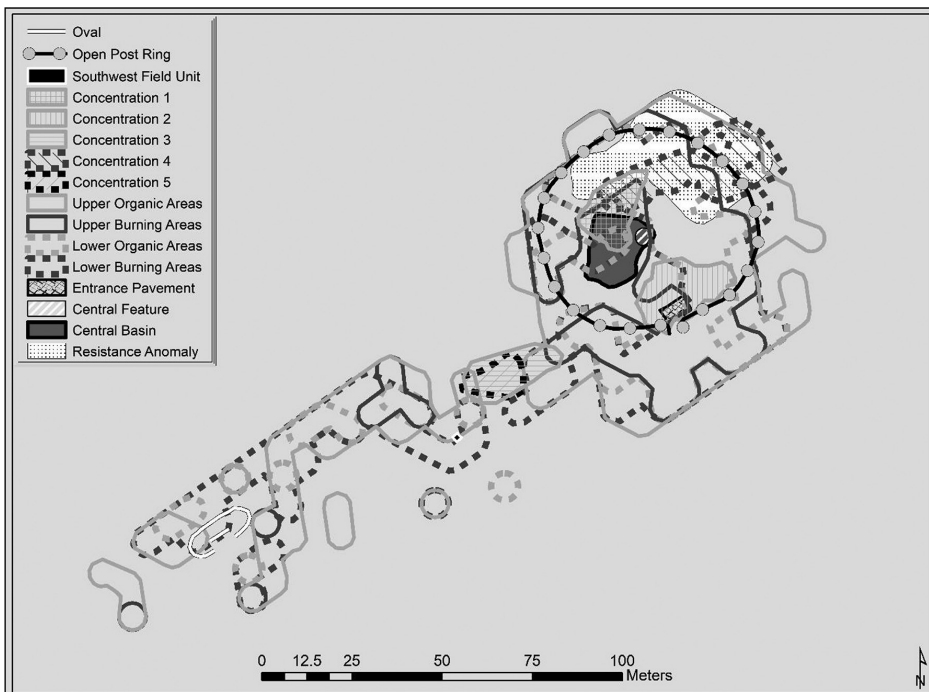 Oval
Open Post Ring
Southwest Field Unit
Concentration 1
Concentration 2
Concentration 3
Concentration 4
Concentration 5
Upper Organic Areas
Upper Burning Areas
Lower Organic Areas
Lower Burning Areas
Entrance Pavement
Central Feature
Central Basin
Resistance Anomaly
0 12.5 25 50 75 100
Meters
N